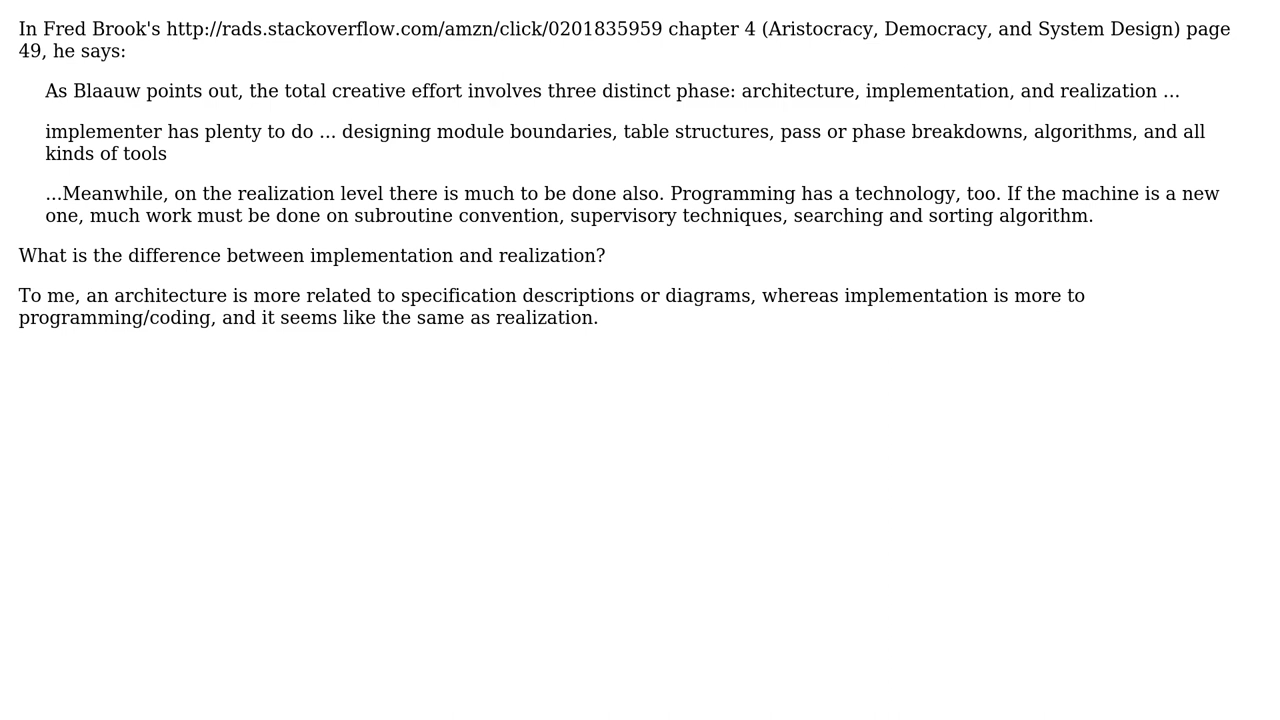 In Fred Brook's http://rads.stackoverflow.com/amzn/click/0201835959 chapter 4 (Aristocracy, Democracy, and System Design) page
49, he says:
As Blaauw points out, the total creative effort involves three distinct phase: architecture, implementation, and realization ...
implementer has plenty to do ... designing module boundaries, table structures, pass or phase breakdowns, algorithms, and all
kinds of tools
...Meanwhile, on the realization level there is much to be done also. Programming has a technology, too. If the machine is a new
one, much work must be done on subroutine convention, supervisory techniques, searching and sorting algorithm.
What is the difference between implementation and realization?
To me, an architecture is more related to specification descriptions or diagrams, whereas implementation is more to
programming/coding, and it seems like the same as realization.